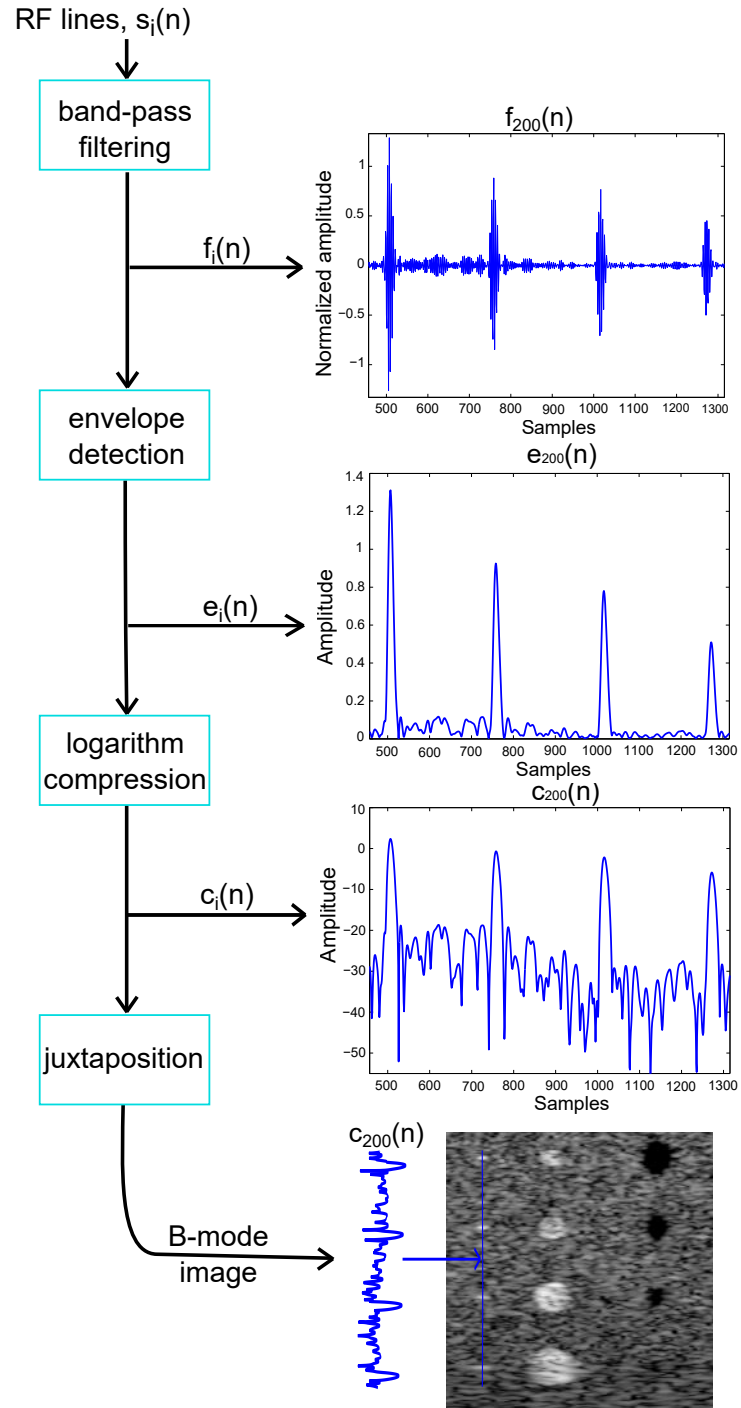 RF lines, sᵢ(n)
band-pass
filtering
fᵢ(n)
f₂₀₀(n)
Normalized amplitude
1
0.5
0
−0.5
−1
500 600 700 800 900 1000 1100 1200 1300
Samples
envelope
detection
eᵢ(n)
e₂₀₀(n)
Amplitude
1.4
1.2
1
0.8
0.6
0.4
0.2
0
500 600 700 800 900 1000 1100 1200 1300
Samples
logarithm
compression
cᵢ(n)
c₂₀₀(n)
Amplitude
10
0
−10
−20
−30
−40
−50
500 600 700 800 900 1000 1100 1200 1300
Samples
juxtaposition
c₂₀₀(n)
B-mode
image